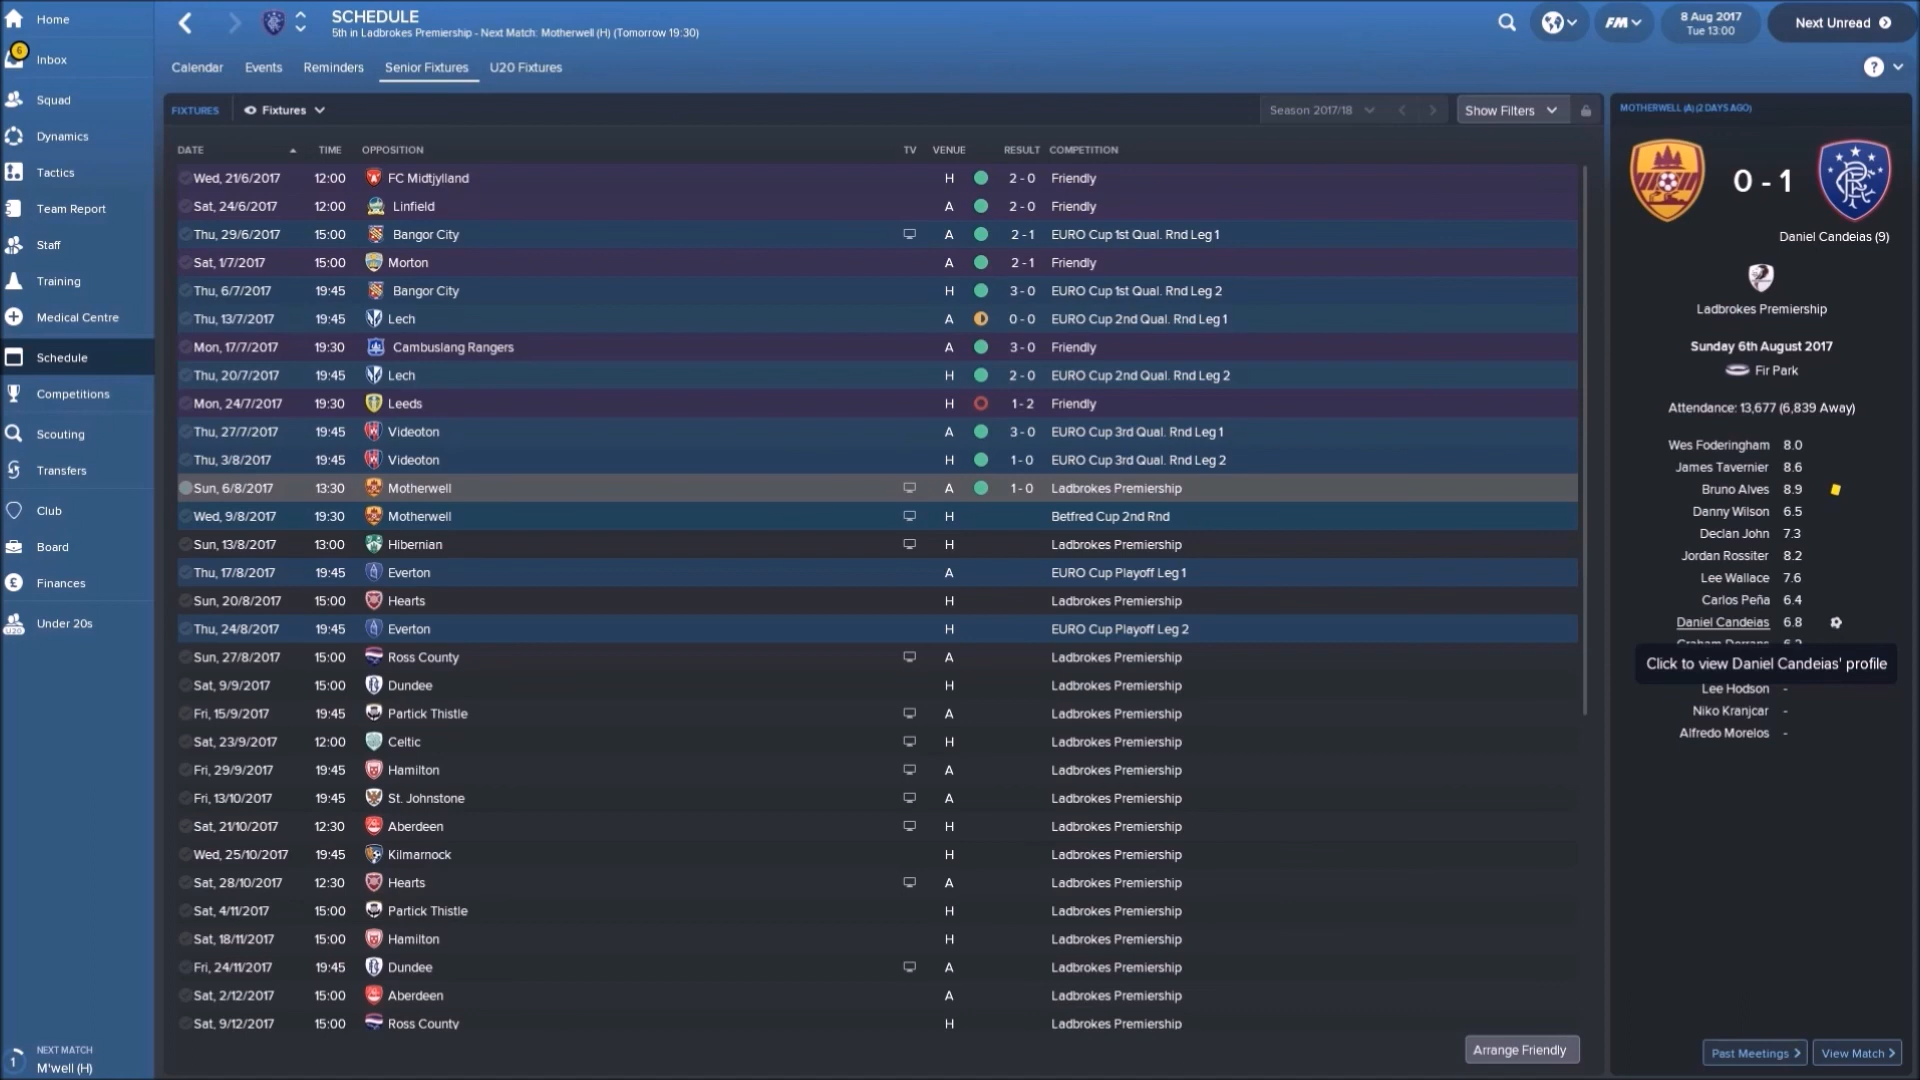 Home
6
Inbox
Squad
Dynamics
Tactics
Team Report
Staff
Training
Medical Centre
Schedule
Competitions
Scouting
Transfers
Club
Board
£
Finances
U20
Under 20s
1
NEXT MATCH
M'well (H)
SCHEDULE
5th in Ladbrokes Premiership - Next Match: Motherwell (H) (Tomorrow 19:30)
FM
8 Aug 2017
Tue 13:00
Next Unread
Calendar Events Reminders Senior Fixtures U20 Fixtures
?
FIXTURES Fixtures Season 2017/18 Show Filters
DATE TIME OPPOSITION TV VENUE RESULT COMPETITION
Wed, 21/6/2017 12:00 FC Midtjylland H 2 - 0 Friendly
Sat, 24/6/2017 12:00 Linfield A 2 - 0 Friendly
Thu, 29/6/2017 15:00 Bangor City A 2 - 1 EURO Cup 1st Qual. Rnd Leg 1
Sat, 1/7/2017 15:00 Morton A 2 - 1 Friendly
Thu, 6/7/2017 19:45 Bangor City H 3 - 0 EURO Cup 1st Qual. Rnd Leg 2
Thu, 13/7/2017 19:45 Lech A 0 - 0 EURO Cup 2nd Qual. Rnd Leg 1
Mon, 17/7/2017 19:30 Cambuslang Rangers A 3 - 0 Friendly
Thu, 20/7/2017 19:45 Lech H 2 - 0 EURO Cup 2nd Qual. Rnd Leg 2
Mon, 24/7/2017 19:30 Leeds H 1 - 2 Friendly
Thu, 27/7/2017 19:45 Videoton A 3 - 0 EURO Cup 3rd Qual. Rnd Leg 1
Thu, 3/8/2017 19:45 Videoton H 1 - 0 EURO Cup 3rd Qual. Rnd Leg 2
Sun, 6/8/2017 13:30 Motherwell A 1 - 0 Ladbrokes Premiership
Wed, 9/8/2017 19:30 Motherwell H Betfred Cup 2nd Rnd
Sun, 13/8/2017 13:00 Hibernian H Ladbrokes Premiership
Thu, 17/8/2017 19:45 Everton A EURO Cup Playoff Leg 1
Sun, 20/8/2017 15:00 Hearts H Ladbrokes Premiership
Thu, 24/8/2017 19:45 Everton H EURO Cup Playoff Leg 2
Sun, 27/8/2017 15:00 Ross County A Ladbrokes Premiership
Sat, 9/9/2017 15:00 Dundee H Ladbrokes Premiership
Fri, 15/9/2017 19:45 Partick Thistle A Ladbrokes Premiership
Sat, 23/9/2017 12:00 Celtic H Ladbrokes Premiership
Fri, 29/9/2017 19:45 Hamilton A Ladbrokes Premiership
Fri, 13/10/2017 19:45 St. Johnstone A Ladbrokes Premiership
Sat, 21/10/2017 12:30 Aberdeen H Ladbrokes Premiership
Wed, 25/10/2017 19:45 Kilmarnock H Ladbrokes Premiership
Sat, 28/10/2017 12:30 Hearts A Ladbrokes Premiership
Sat, 4/11/2017 15:00 Partick Thistle H Ladbrokes Premiership
Sat, 18/11/2017 15:00 Hamilton H Ladbrokes Premiership
Fri, 24/11/2017 19:45 Dundee A Ladbrokes Premiership
Sat, 2/12/2017 15:00 Aberdeen A Ladbrokes Premiership
Sat, 9/12/2017 15:00 Ross County H Ladbrokes Premiership
Arrange Friendly
MOTHERWELL (A) (2 DAYS AGO)
0 - 1
Daniel Candeias (9)
Ladbrokes Premiership
Sunday 6th August 2017
Fir Park
Attendance: 13,677 (6,839 Away)
Wes Foderingham 8.0
James Tavernier 8.6
Bruno Alves 8.9
Danny Wilson 6.5
Declan John 7.3
Jordan Rossiter 8.2
Lee Wallace 7.6
Carlos Peña 6.4
Daniel Candeias 6.8
Click to view Daniel Candeias' profile
Lee Hodson -
Niko Kranjcar -
Alfredo Morelos -
Past Meetings View Match